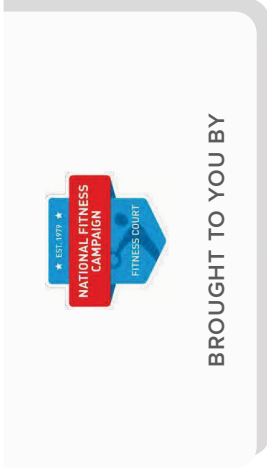 BROUGHT TO YOU BY
★ EST. 1979 ★
NATIONAL FITNESS
CAMPAIGN
FITNESS COURT